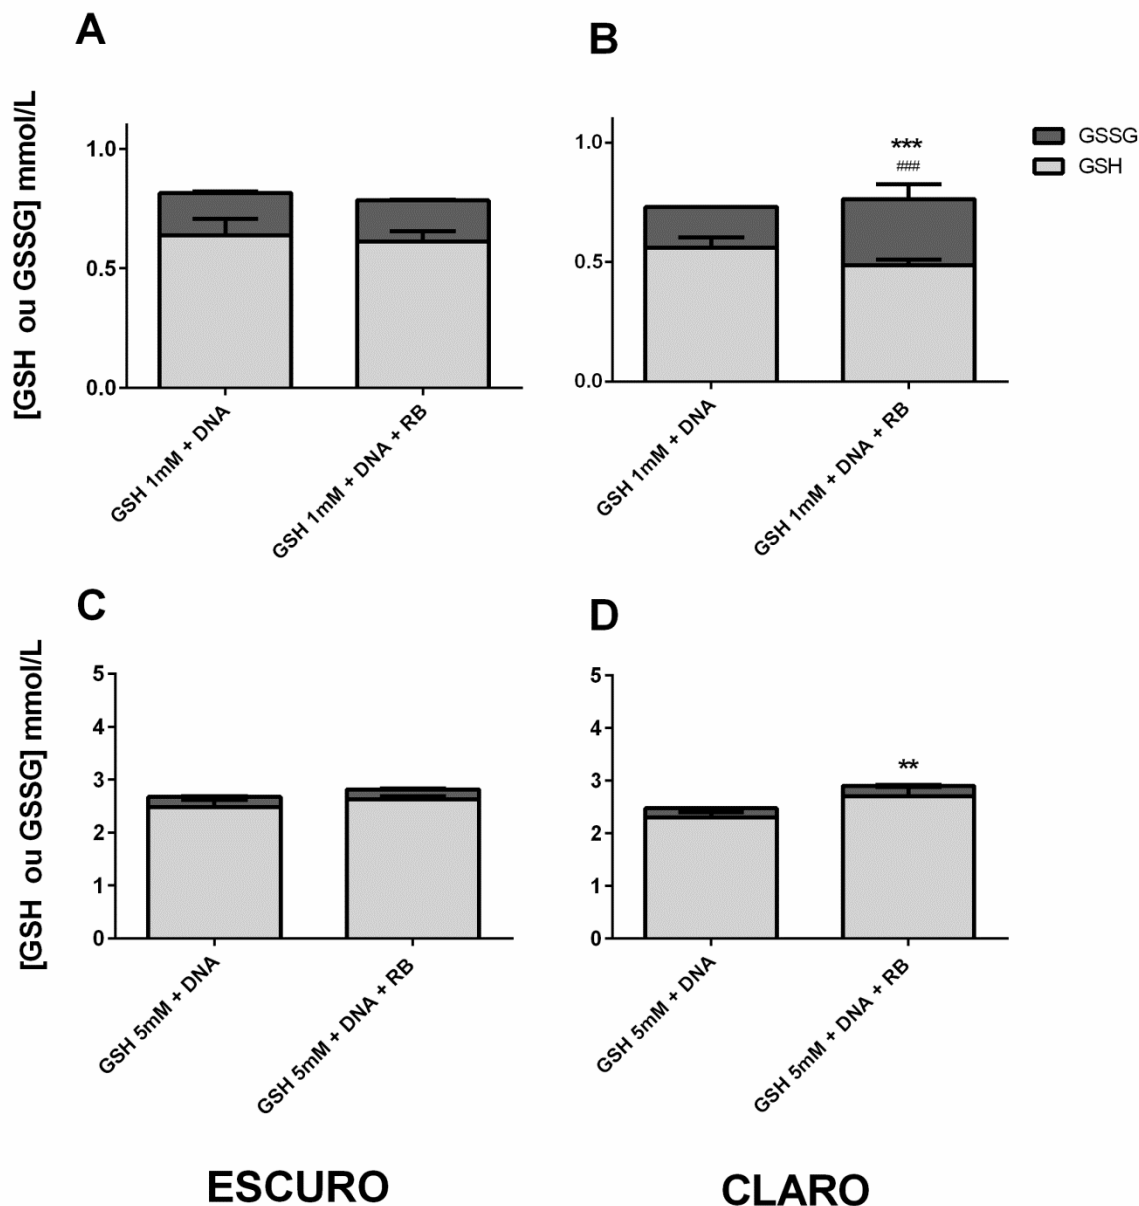 A
B
[GSH ou GSSG] mmol/L
1.0
0.5
0.0
GSH 1mM + DNA
GSH 1mM + DNA + RB
1.0
0.5
0.0
***
###
GSH 1mM + DNA
GSH 1mM + DNA + RB
GSSG
GSH
C
D
[GSH ou GSSG] mmol/L
5
4
3
2
1
0
GSH 5mM + DNA
GSH 5mM + DNA + RB
5
4
3
2
1
0
**
GSH 5mM + DNA
GSH 5mM + DNA + RB
ESCURO
CLARO